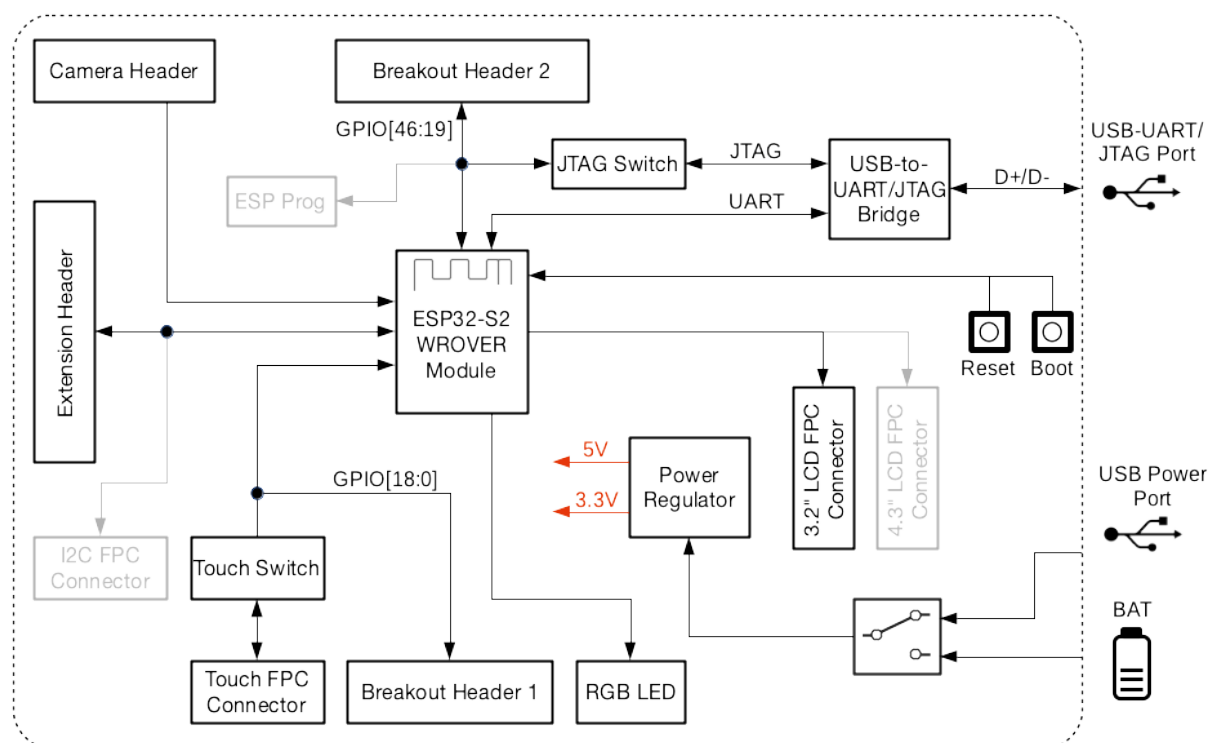 Camera Header
Breakout Header 2
GPIO[46:19]
USB-UART/
JTAG Port
JTAG Switch
JTAG
USB-to-
UART/JTAG
Bridge
D+/D-
ESP Prog
UART
Extension Header
ESP32-S2
WROVER
Module
Reset
Boot
3.2" LCD FPC
Connector
4.3" LCD FPC
Connector
5V
3.3V
Power
Regulator
GPIO[18:0]
USB Power
Port
I2C FPC
Connector
Touch Switch
BAT
Touch FPC
Connector
Breakout Header 1
RGB LED